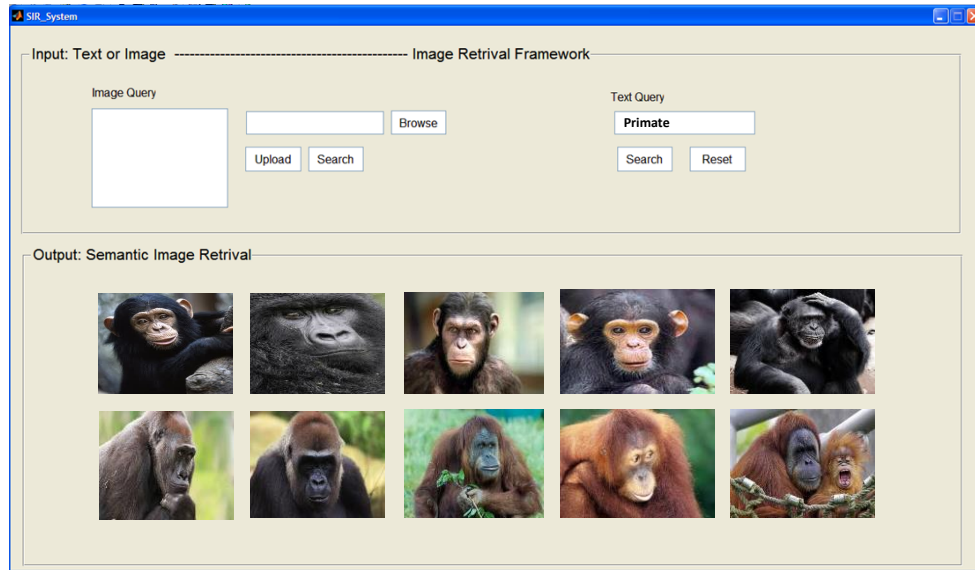 SIR_System
Input: Text or Image ---------------------------------------------- Image Retrival Framework
Image Query
Text Query
Browse
Primate
Upload
Search
Search
Reset
Output: Semantic Image Retrival